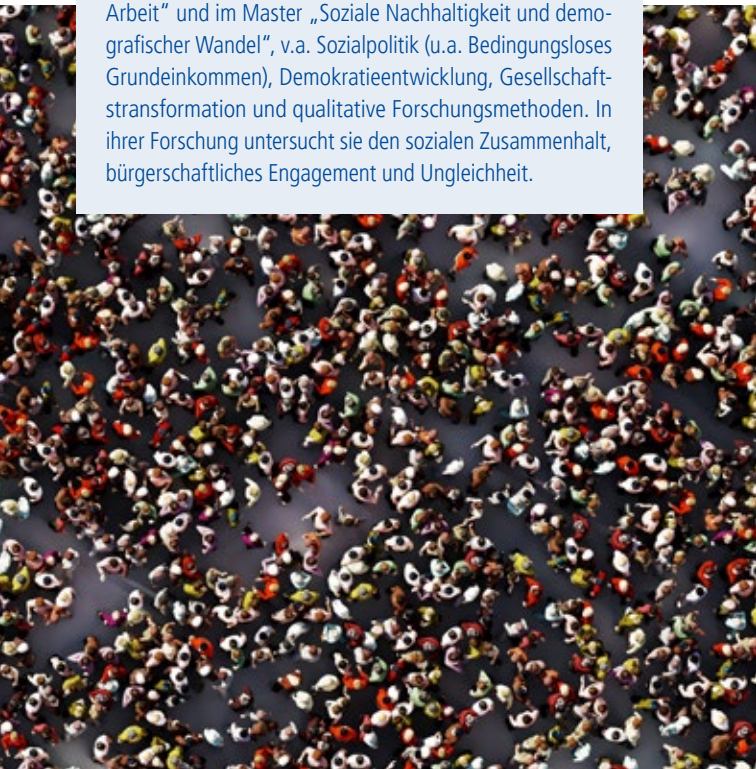 Arbeit“ und im Master „Soziale Nachhaltigkeit und demo-
grafischer Wandel“, v.a. Sozialpolitik (u.a. Bedingungsloses
Grundeinkommen), Demokratieentwicklung, Gesellschaft-
stransformation und qualitative Forschungsmethoden. In
ihrer Forschung untersucht sie den sozialen Zusammenhalt,
bürgerschaftliches Engagement und Ungleichheit.